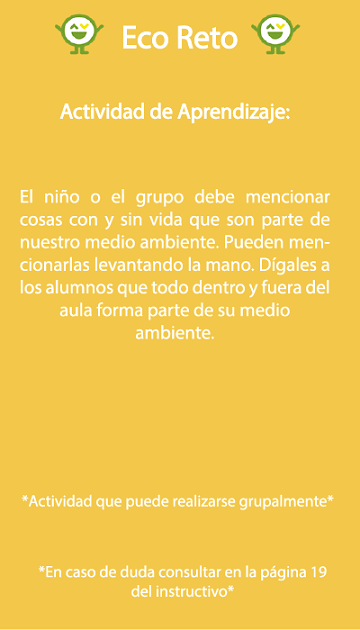 Eco Reto
Actividad de Aprendizaje:
El niño o el grupo debe mencionar
cosas con y sin vida que son parte de
nuestro medio ambiente. Pueden men-
cionarlas levantando la mano. Dígales a
los alumnos que todo dentro y fuera del
aula forma parte de su medio
ambiente.
*Actividad que puede realizarse grupalmente*
*En caso de duda consultar en la página 19
del instructivo*